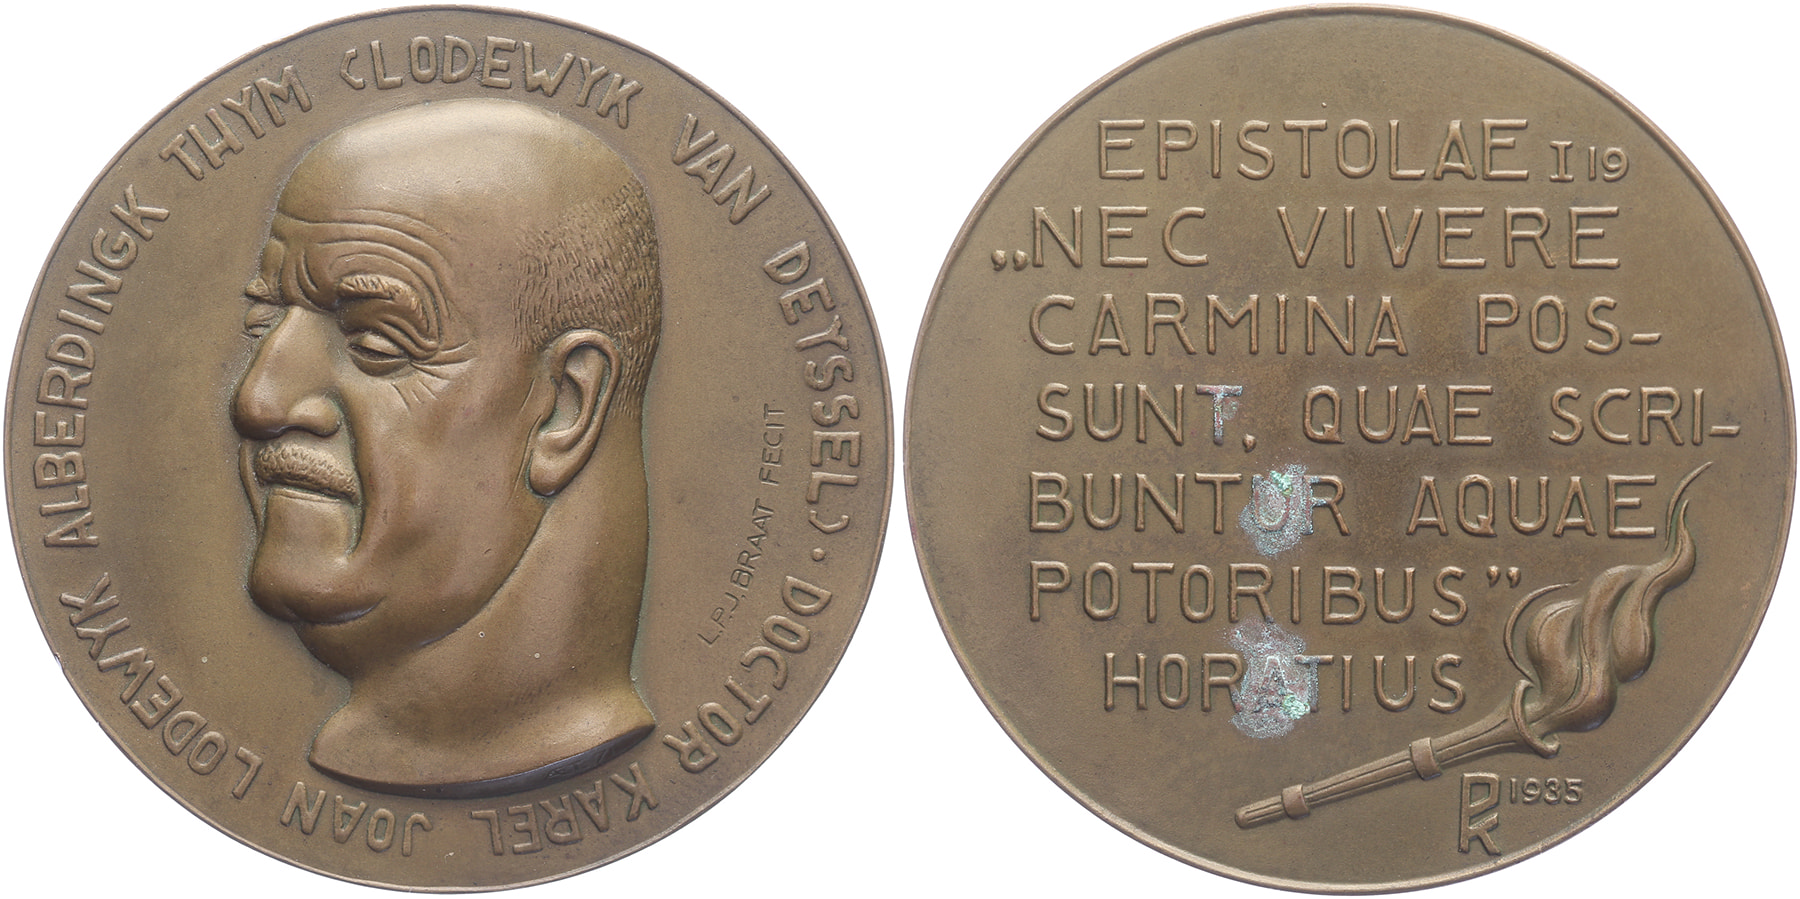 DOCTOR KAREL JOAN LODEWYK ALBERDINGK THYM (LODEWYK VAN DEYSSEL) ·
L.P.J. BRAAT FECIT
EPISTOLAE I 19
„NEC VIVERE
CARMINA POS-
SUNT, QUAE SCRI-
BUNTUR AQUAE
POTORIBUS”
HORATIUS
1935